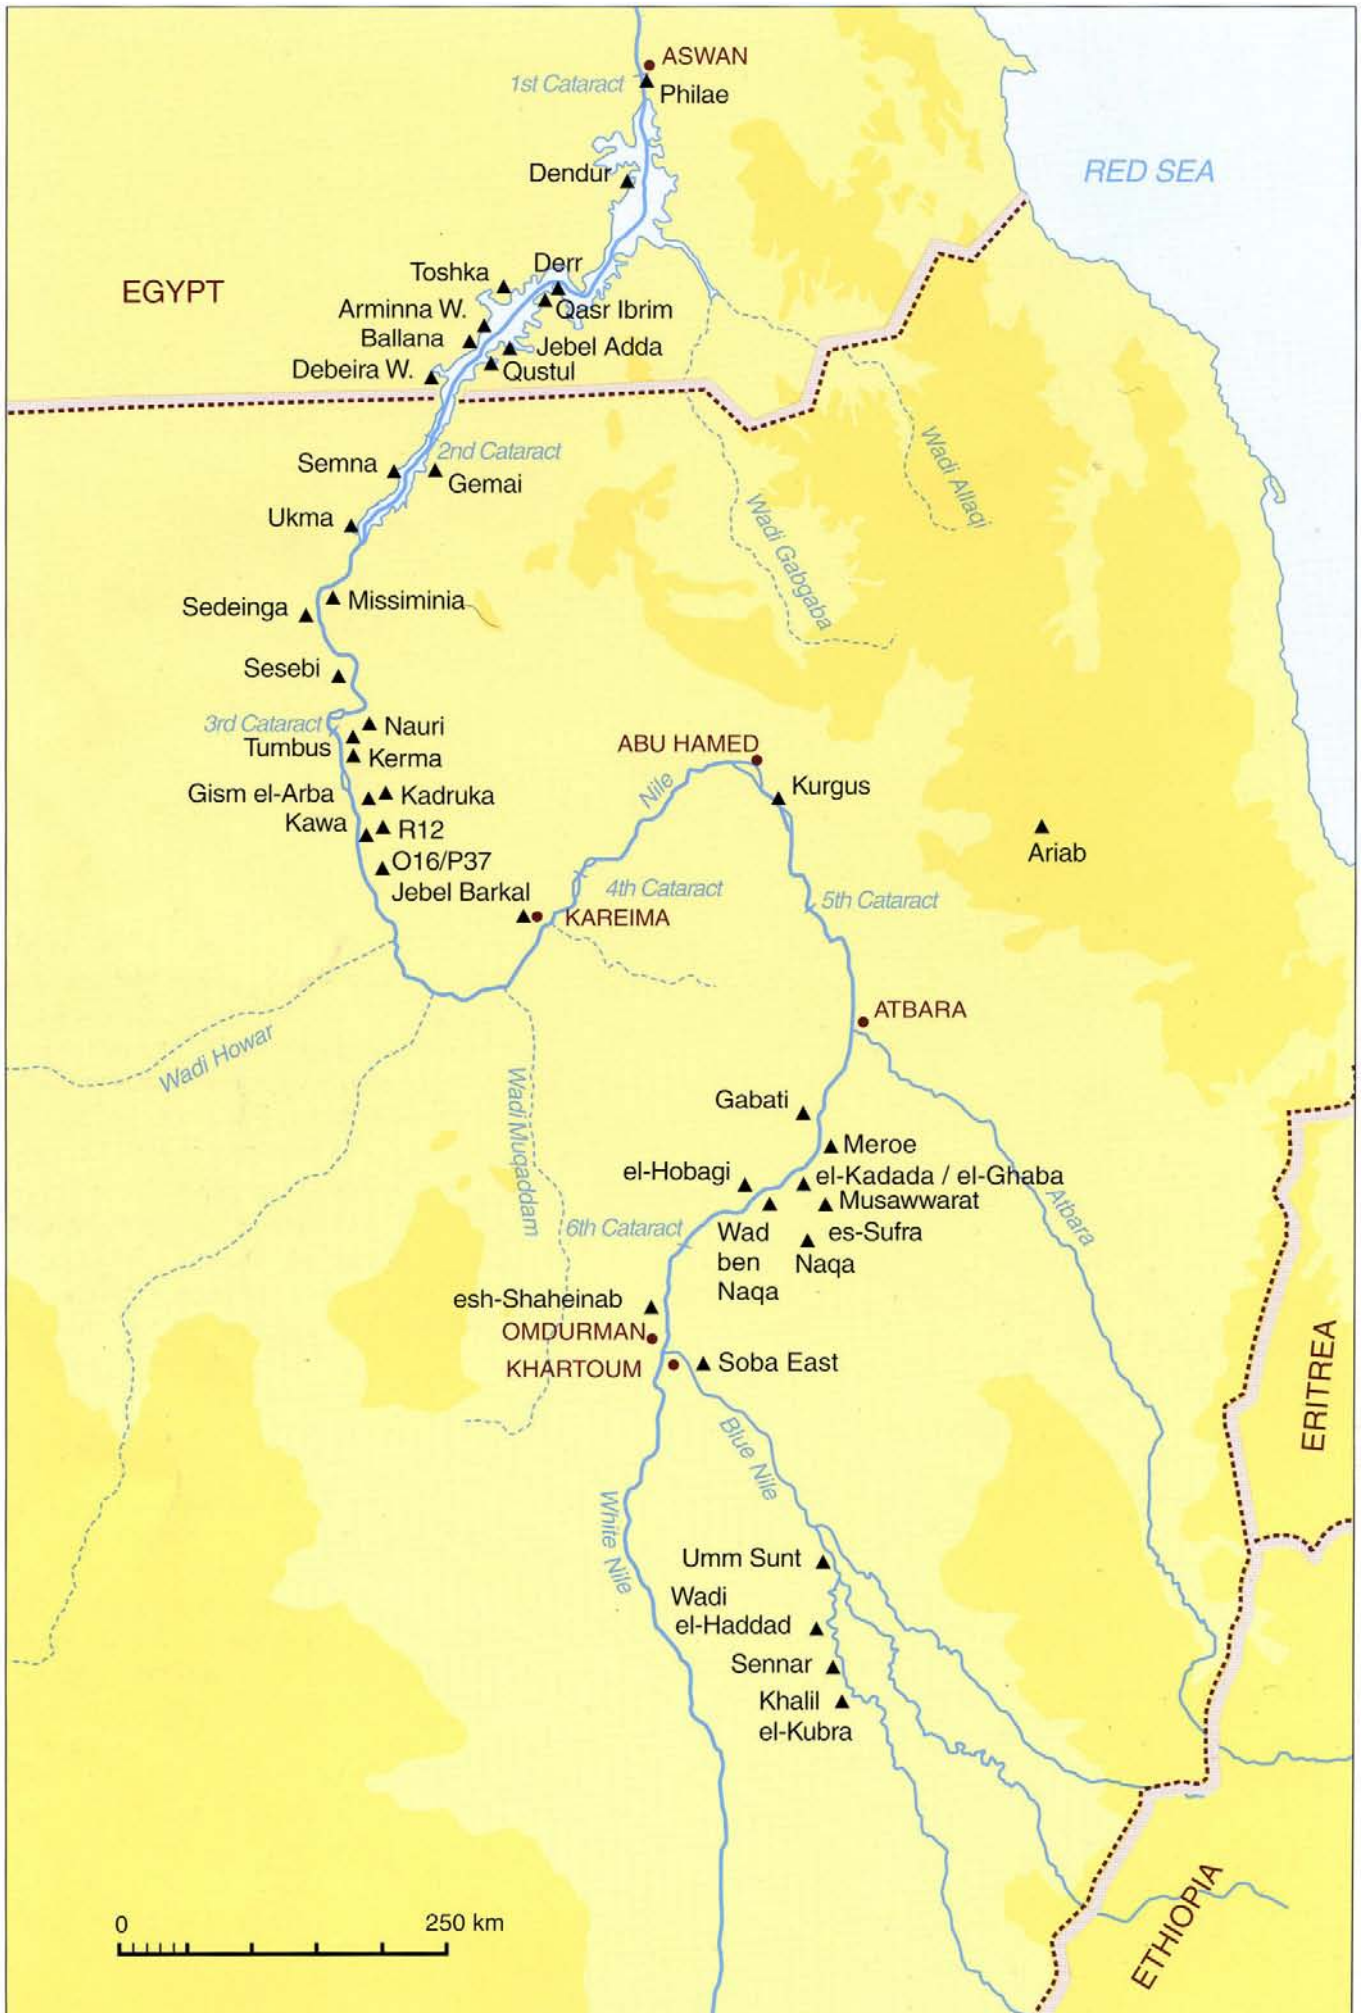 ASWAN
1st Cataract
Philae
RED SEA
Dendur
Derr
Toshka
EGYPT
Arminna W.
Qasr Ibrim
Ballana
Jebel Adda
Debeira W.
Qustul
2nd Cataract
Semna
Gemai
Wadi Allaqi
Ukma
Wadi Gabgaba
Sedeinga
Missiminia
Sesebi
3rd Cataract
Nauri
Tumbus
Kerma
ABU HAMED
Nile
Kurgus
Gism el-Arba
Kadruka
Kawa
R12
Ariab
O16/P37
Jebel Barkal
4th Cataract
5th Cataract
KAREIMA
ATBARA
Wadi Howar
Wadi Muqaddam
Gabati
Meroe
el-Hobagi
el-Kadada / el-Ghaba
Musawwarat
es-Sufra
Atbara
6th Cataract
Wad
ben
Naqa
Naqa
esh-Shaheinab
OMDURMAN
KHARTOUM
Soba East
ERITREA
Blue Nile
White Nile
Umm Sunt
Wadi
el-Haddad
Sennar
Khalil
el-Kubra
ETHIOPIA
0
250 km